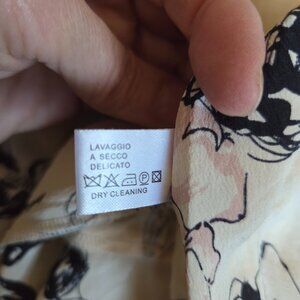 LAVAGGIO
A SECCO
DELICATO
DRY CLEANING